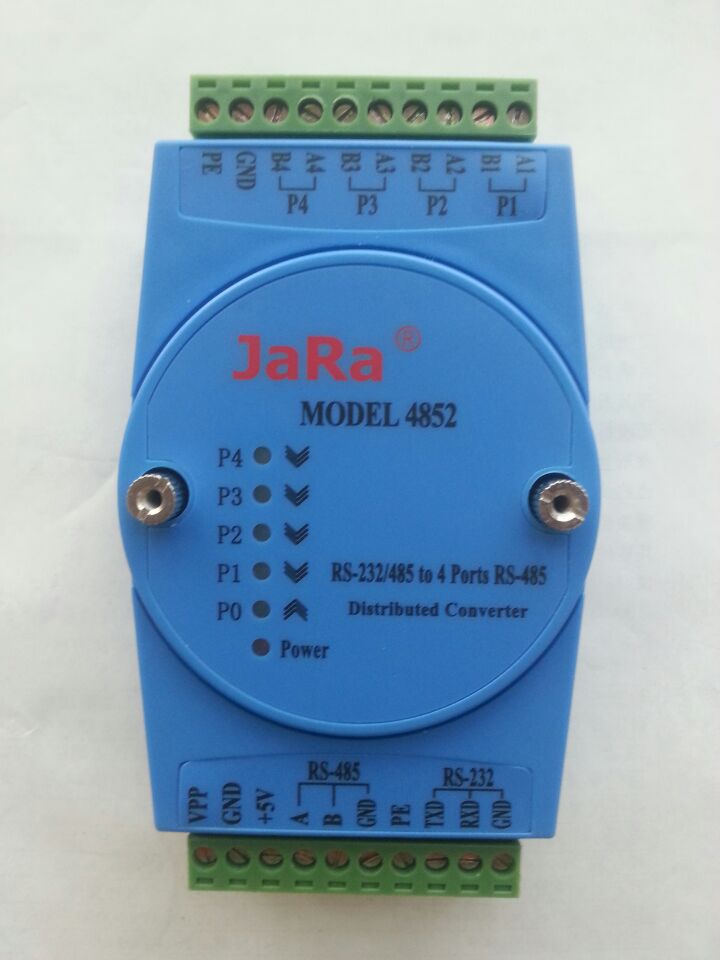 PE GND B4 A4 B3 A3 B2 A2 B1 A1
P4 P3 P2 P1
JaRa®
MODEL 4852
P4
P3
P2
P1 RS-232/485 to 4 Ports RS-485
P0 Distributed Converter
Power
RS-485 RS-232
VPP GND +5V A B GND PE TXD RXD GND